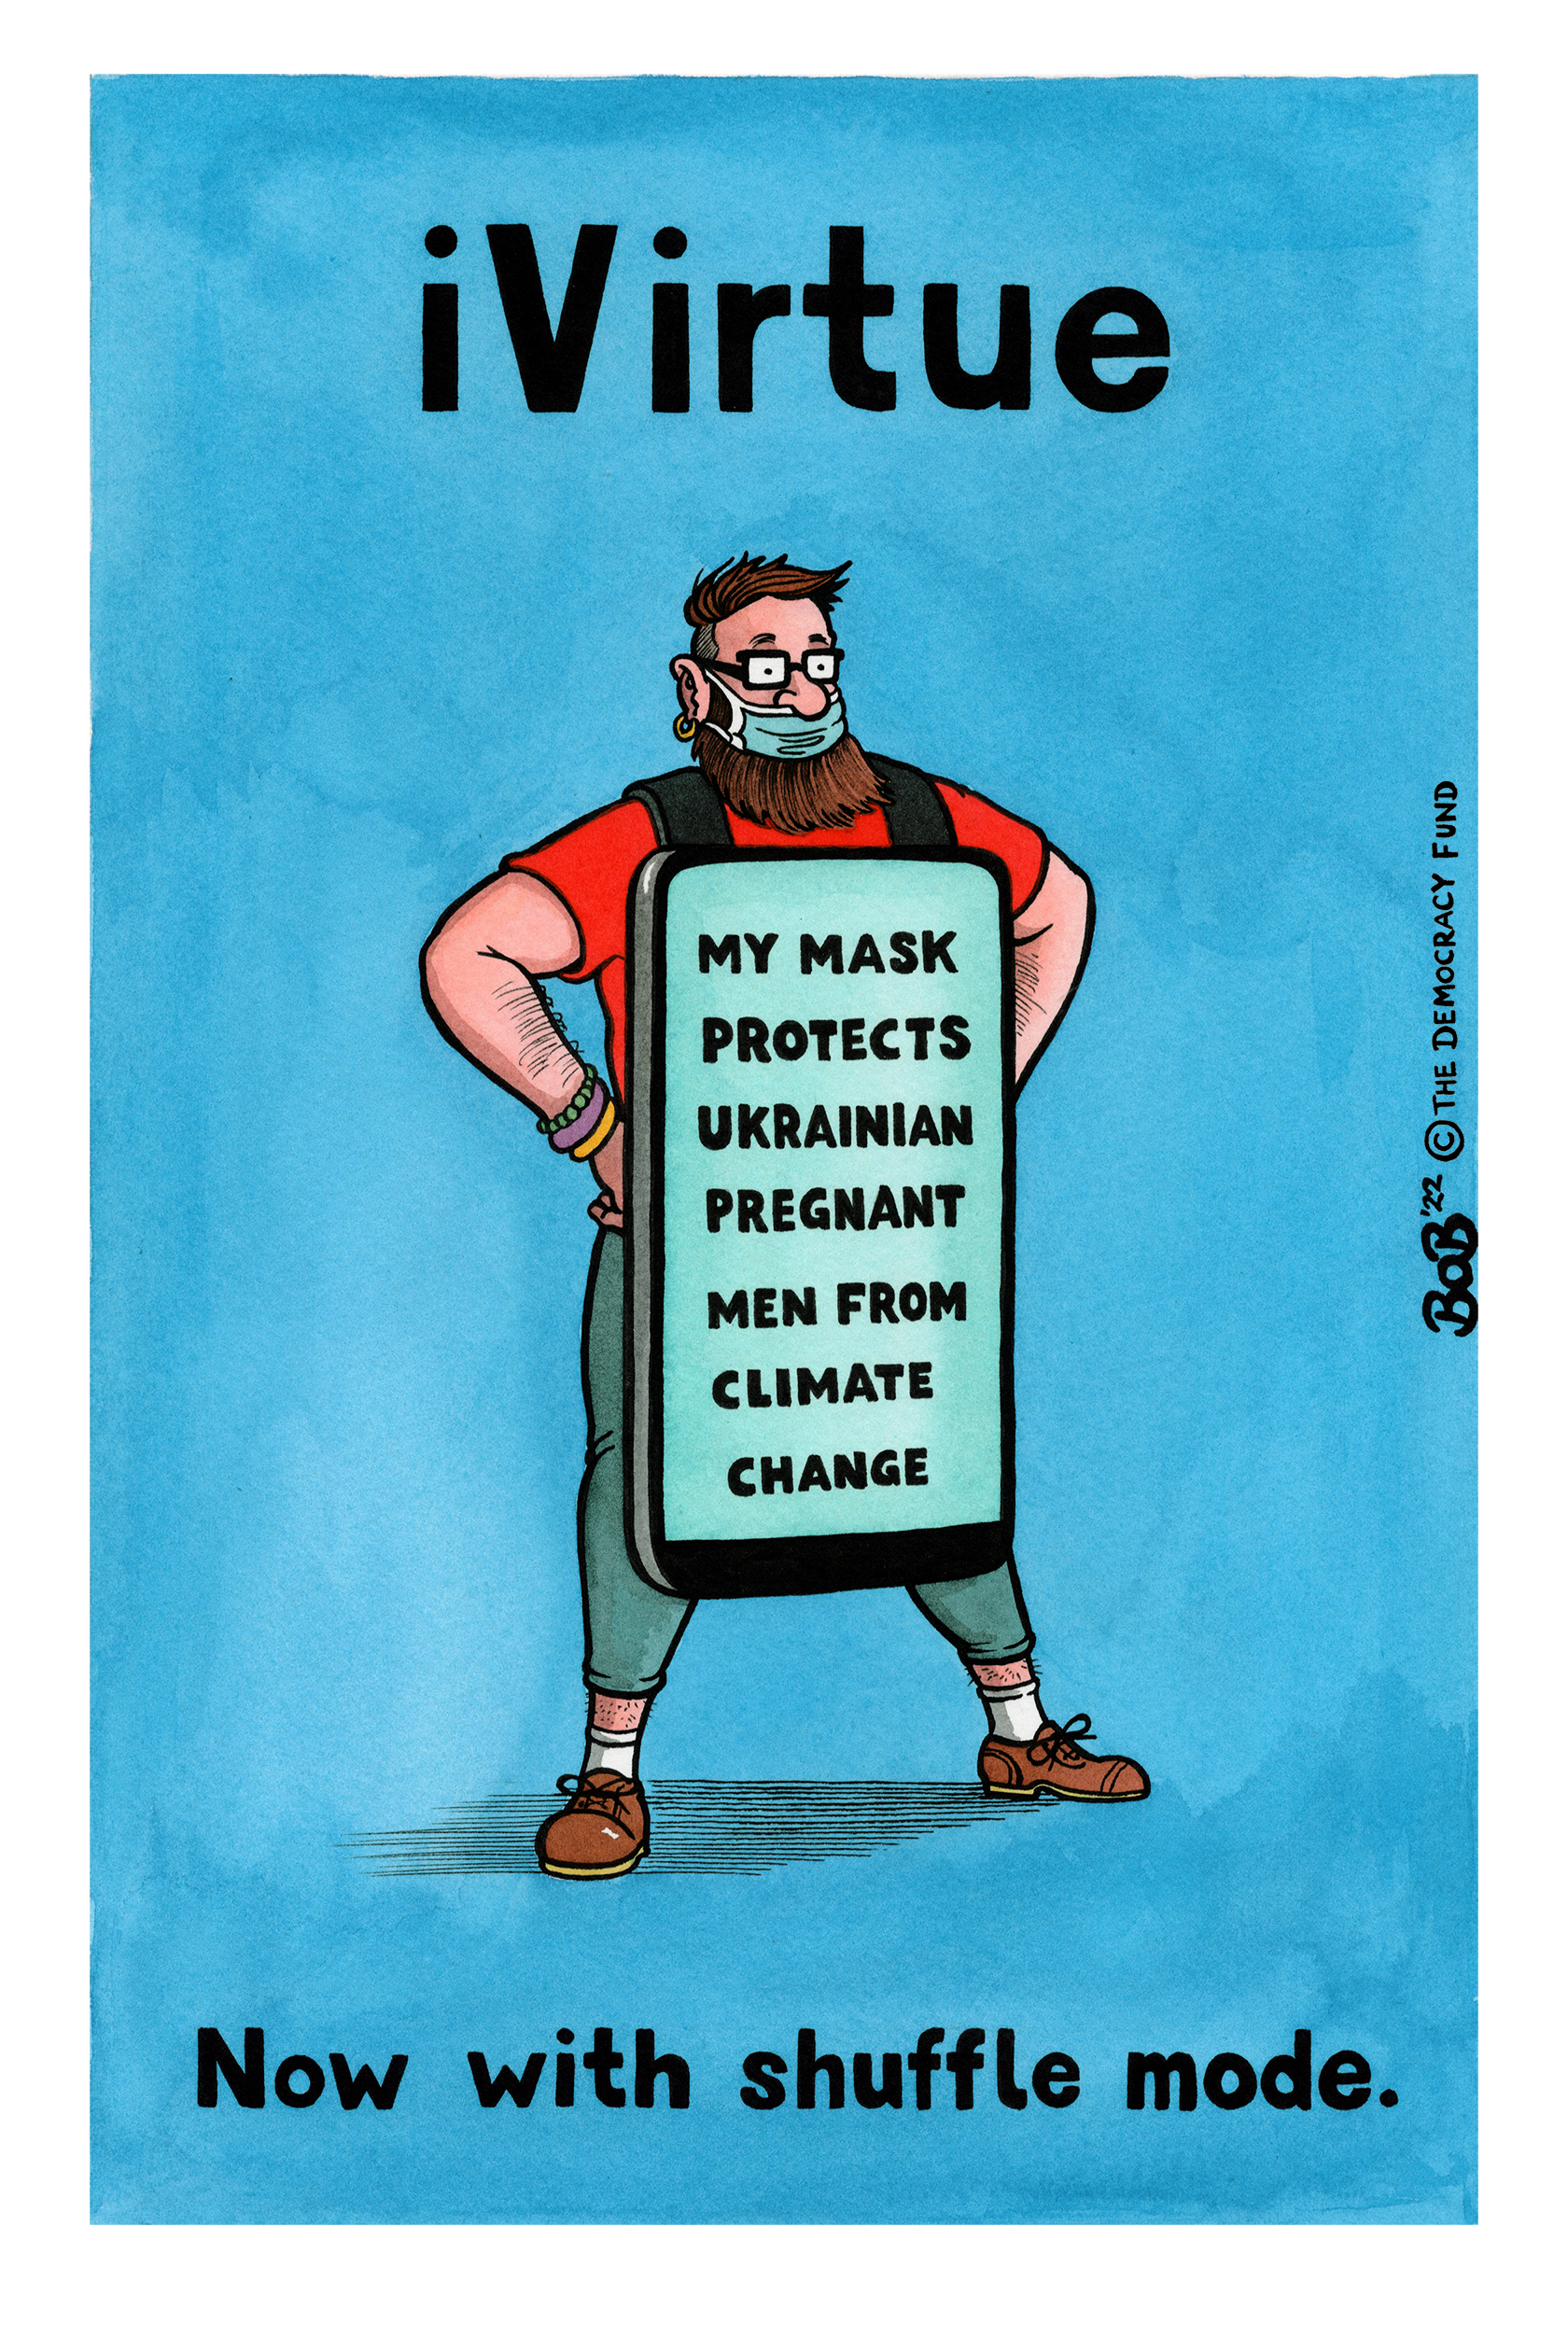 iVirtue
MY MASK
PROTECTS
UKRAINIAN
PREGNANT
MEN FROM
CLIMATE
CHANGE
BOB '22 © THE DEMOCRACY FUND
Now with shuffle mode.